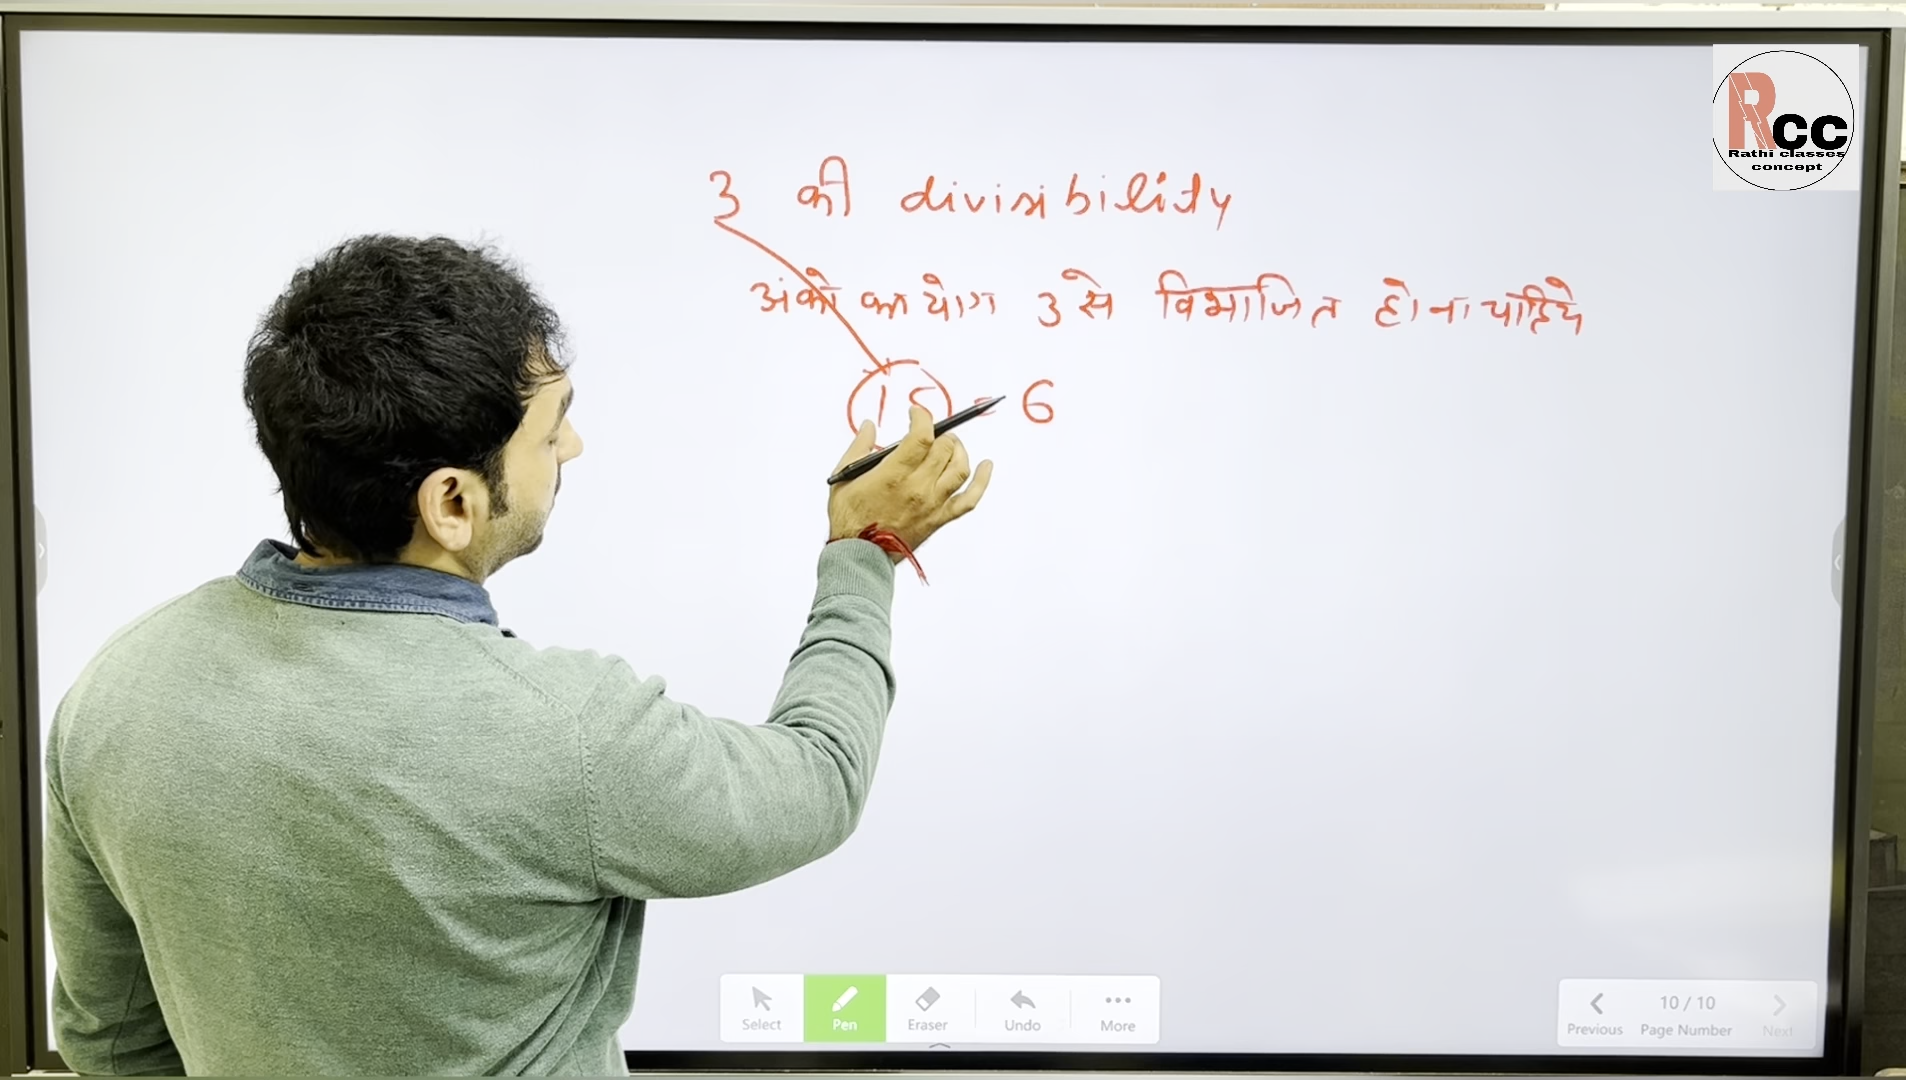 Rcc
Rathi classes
concept
3 की divisibility
अंको का योग 3 से विभाजित होना चाहिये
15 = 6
Select
Pen
Eraser
Undo
More
10 / 10
Previous
Page Number
Next